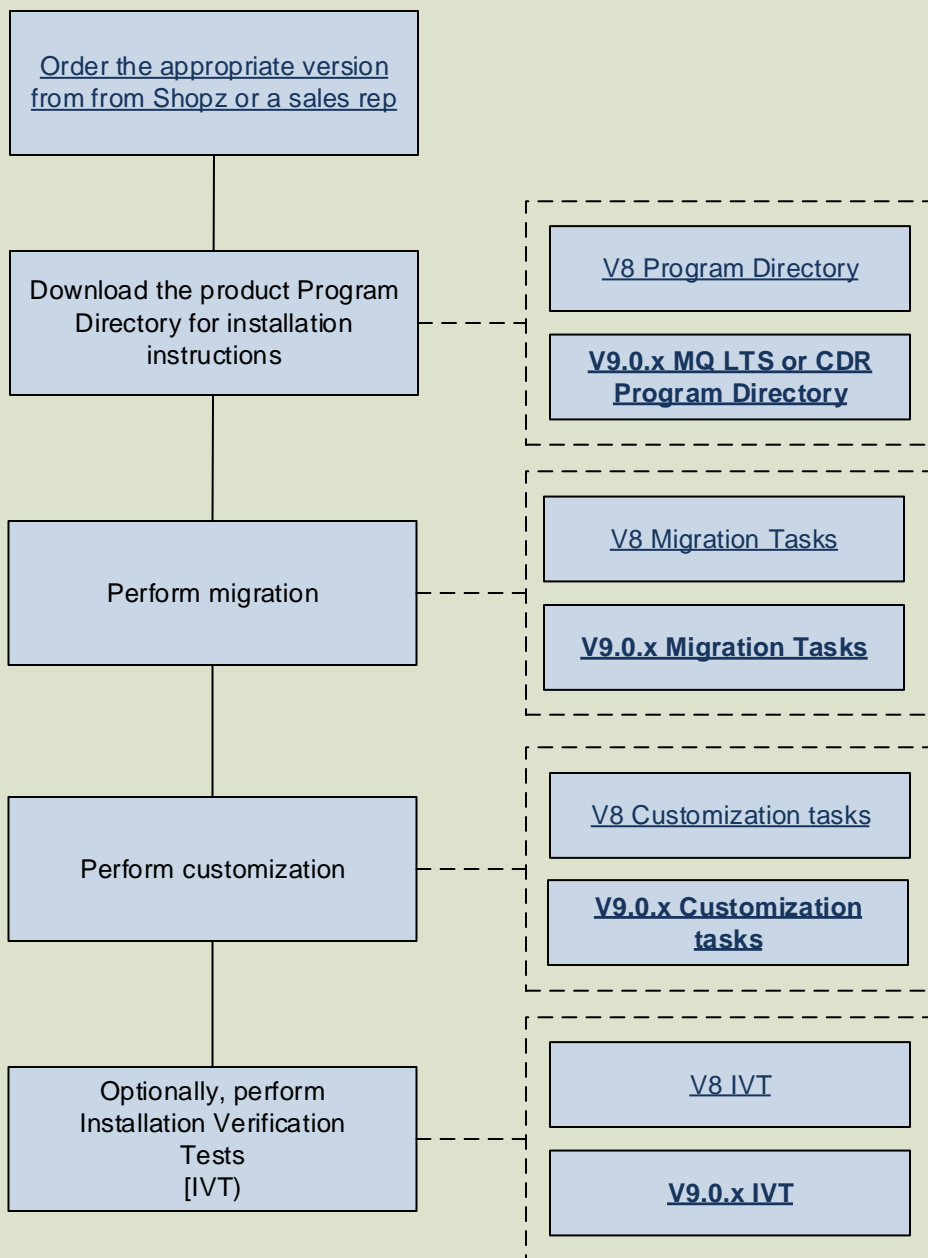 Order the appropriate version
from from Shopz or a sales rep
Download the product Program
Directory for installation
instructions
V8 Program Directory
V9.0.x MQ LTS or CDR
Program Directory
Perform migration
V8 Migration Tasks
V9.0.x Migration Tasks
Perform customization
V8 Customization tasks
V9.0.x Customization
tasks
Optionally, perform
Installation Verification
Tests
[IVT)
V8 IVT
V9.0.x IVT